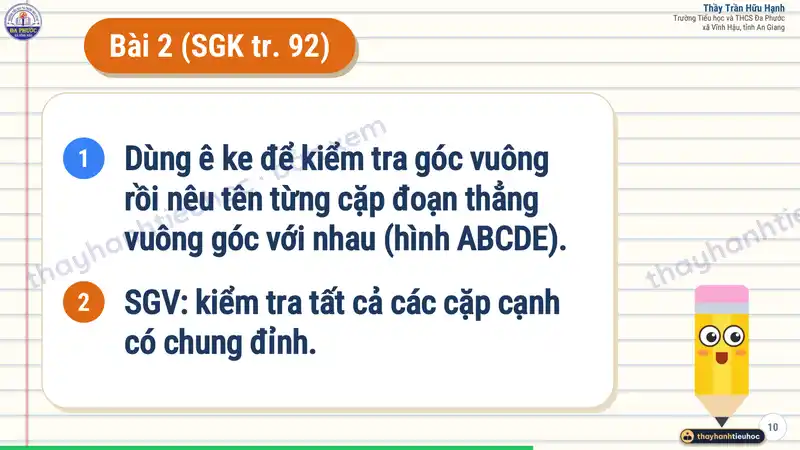 Thầy Trần Hữu Hạnh
Trường Tiểu học và THCS Đa Phước
xã Vĩnh Hậu, tỉnh An Giang
ĐA PHƯỚC
Bài 2 (SGK tr. 92)
1
Dùng ê ke để kiểm tra góc vuông
rồi nêu tên từng cặp đoạn thẳng
vuông góc với nhau (hình ABCDE).
2
SGV: kiểm tra tất cả các cặp cạnh
có chung đỉnh.
thayhanhtieuhoc
10